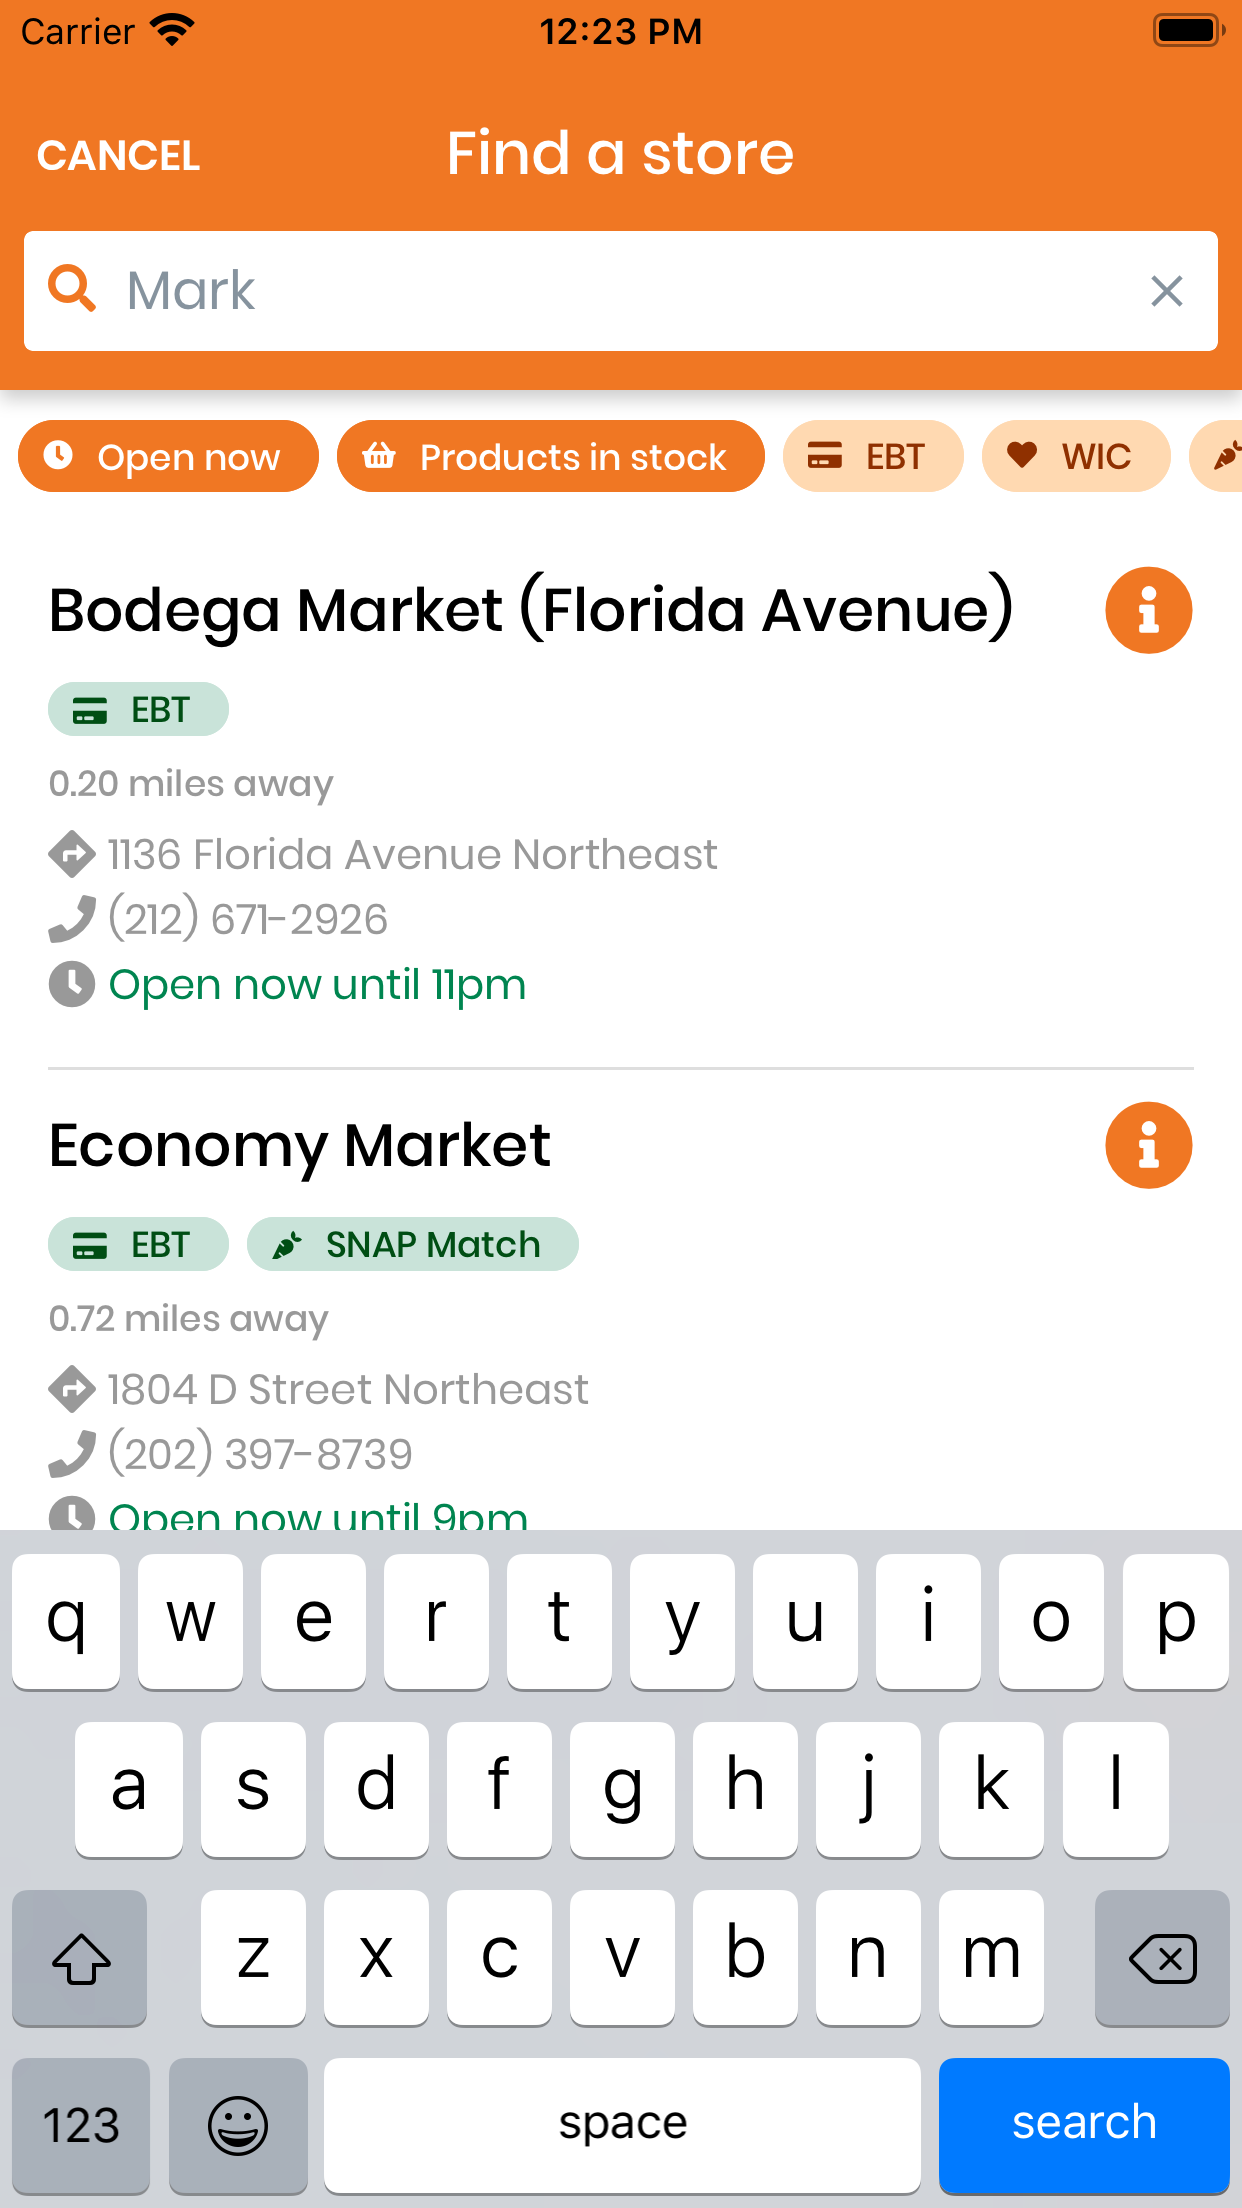 Carrier 12:23 PM
CANCEL Find a store
Mark
Open now Products in stock EBT WIC
Bodega Market (Florida Avenue)
EBT
0.20 miles away
1136 Florida Avenue Northeast
(212) 671-2926
Open now until 11pm
Economy Market
EBT SNAP Match
0.72 miles away
1804 D Street Northeast
(202) 397-8739
Open now until 9pm
q w e r t y u i o p
a s d f g h j k l
z x c v b n m
123 space search